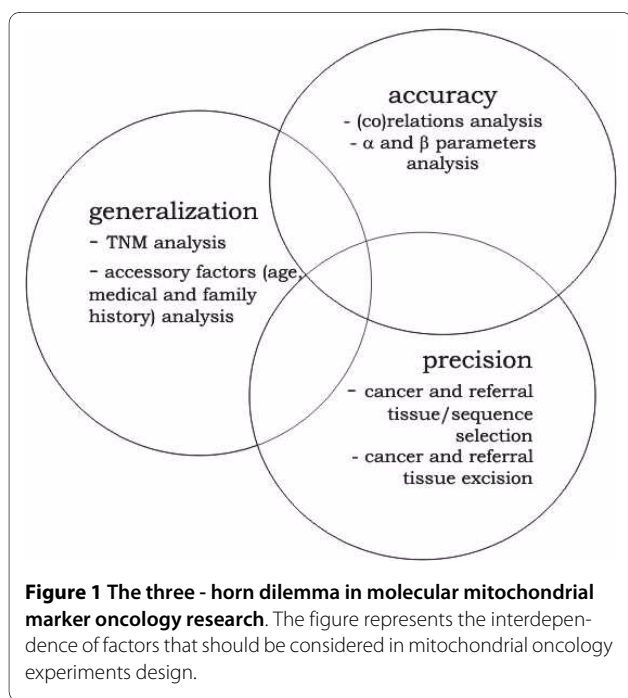 accuracy
- (co)relations analysis
- α and β parameters
analysis
generalization
- TNM analysis
- accessory factors (age,
medical and family
history) analysis
precision
- cancer and referral
tissue/sequence
selection
- cancer and referral
tissue excision
Figure 1 The three - horn dilemma in molecular mitochondrial
marker oncology research. The figure represents the interdepen-
dence of factors that should be considered in mitochondrial oncology
experiments design.